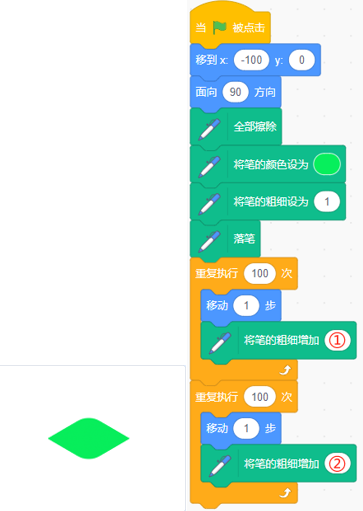 当 被点击
移到 x: -100 y: 0
面向 90 方向
全部擦除
将笔的颜色设为
将笔的粗细设为 1
落笔
重复执行 100 次
移动 1 步
将笔的粗细增加 ①
重复执行 100 次
移动 1 步
将笔的粗细增加 ②